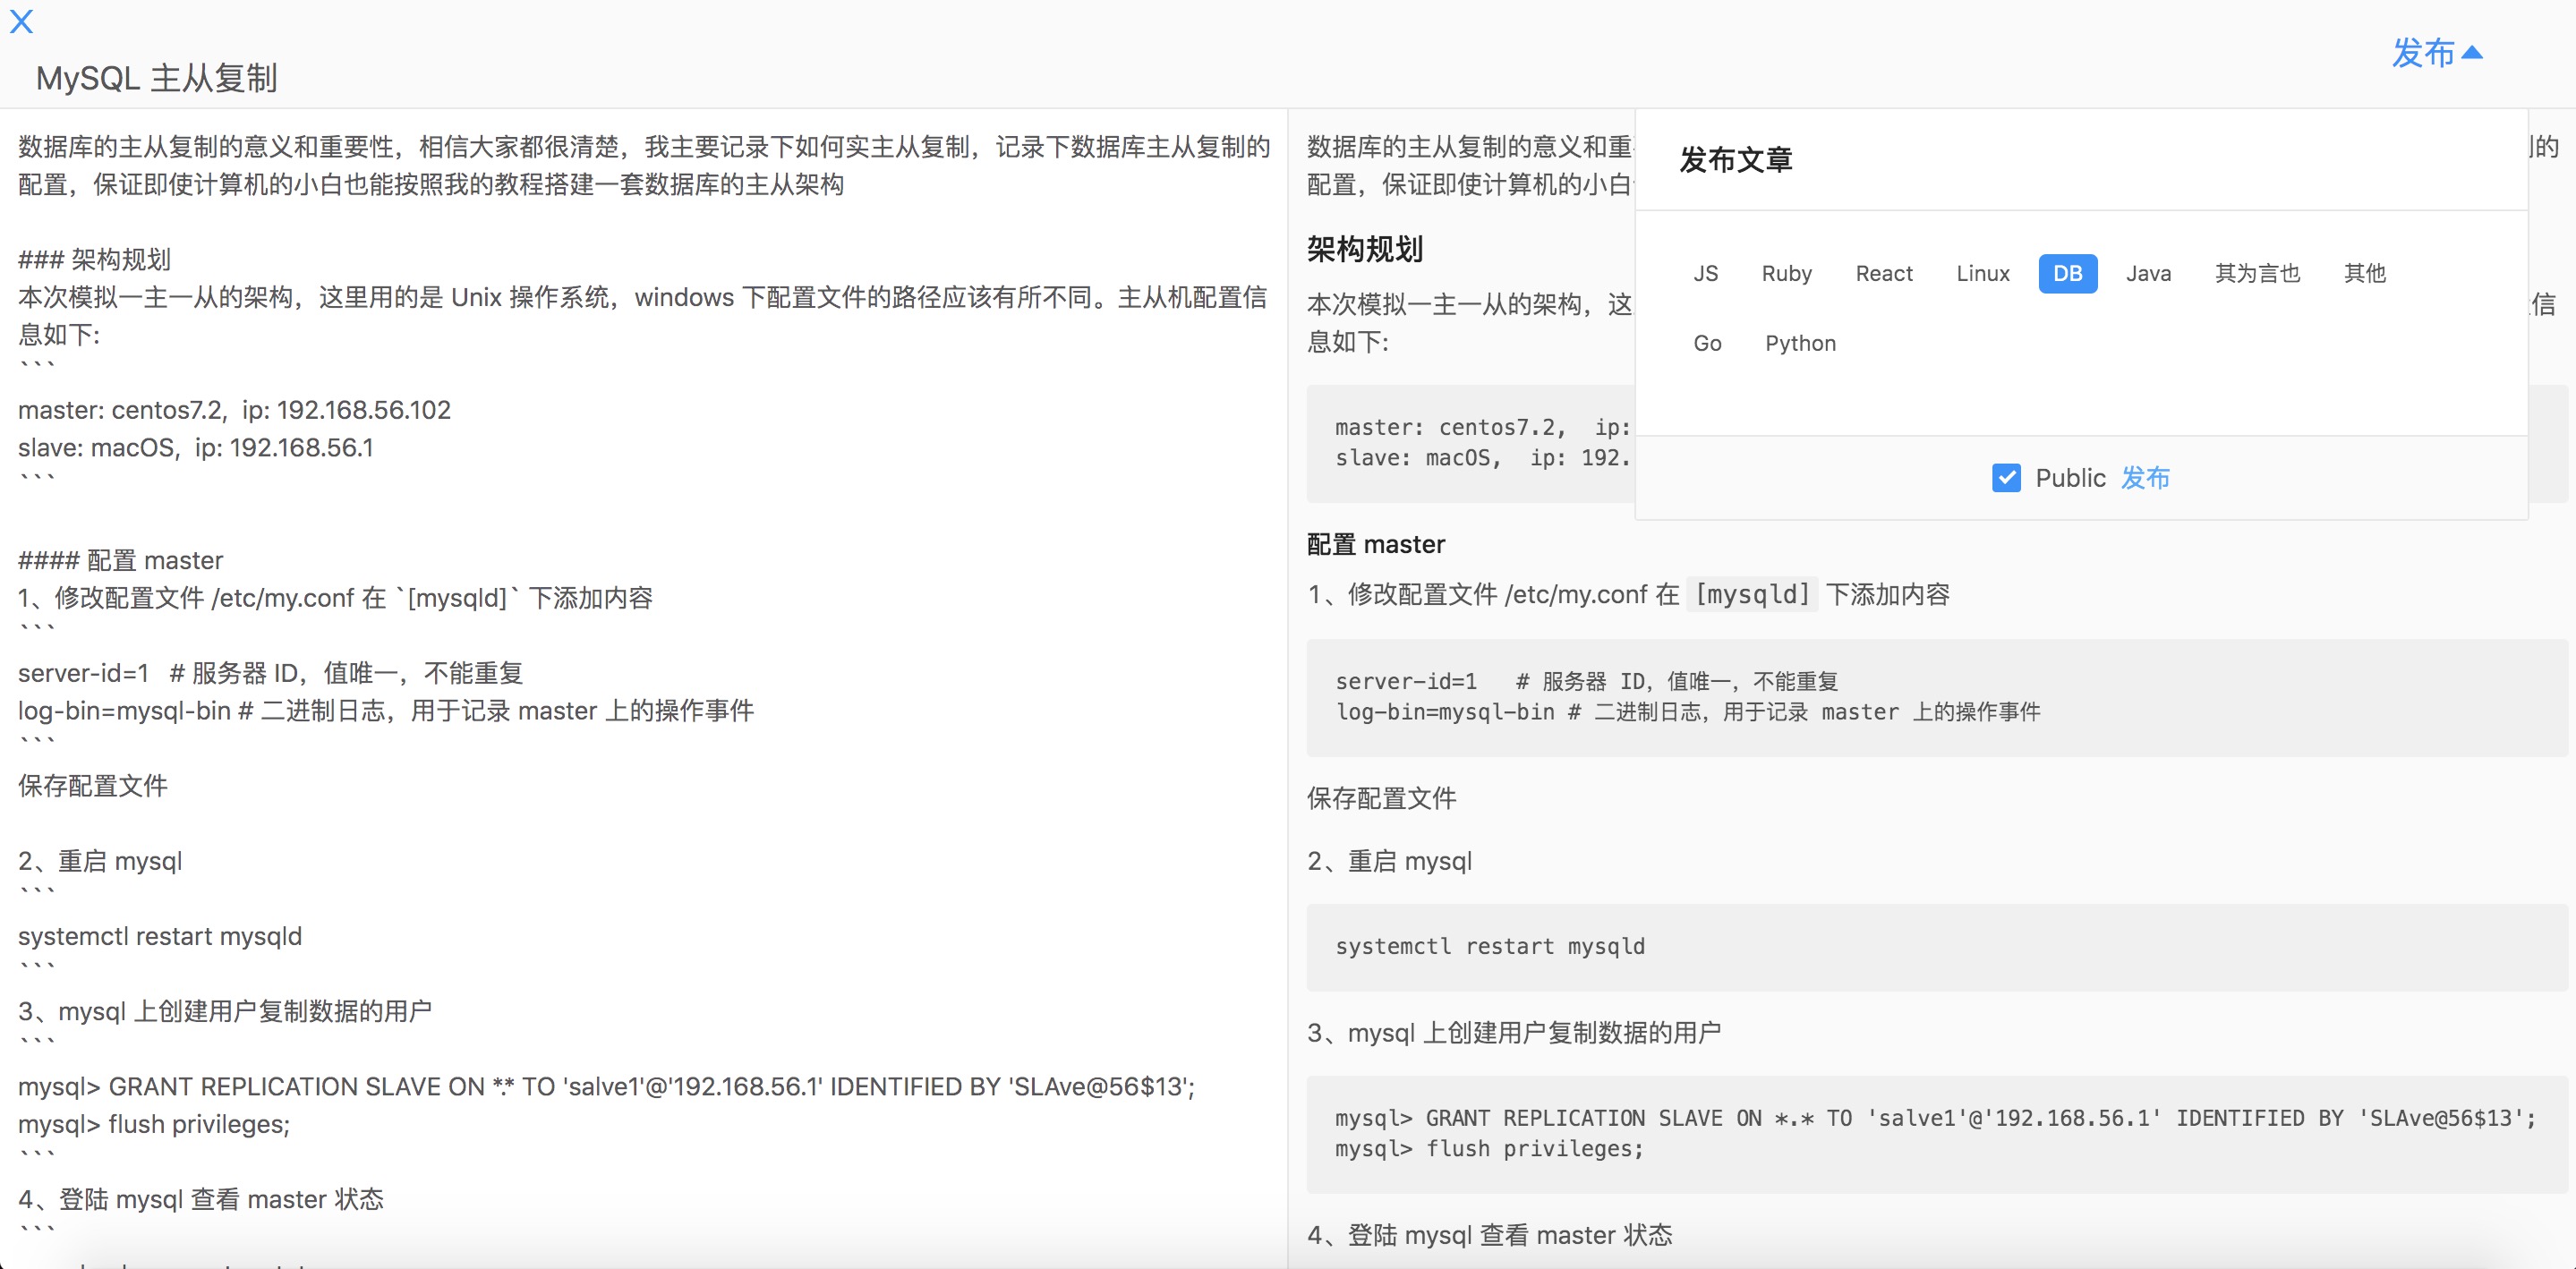 X
MySQL 主从复制
发布
数据库的主从复制的意义和重要性，相信大家都很清楚，我主要记录下如何实主从复制，记录下数据库主从复制的
配置，保证即使计算机的小白也能按照我的教程搭建一套数据库的主从架构
### 架构规划
本次模拟一主一从的架构，这里用的是 Unix 操作系统，windows 下配置文件的路径应该有所不同。主从机配置信
息如下:
```
master: centos7.2,  ip: 192.168.56.102
slave: macOS,  ip: 192.168.56.1
```
#### 配置 master
1、修改配置文件 /etc/my.conf 在 `[mysqld]` 下添加内容
```
server-id=1   # 服务器 ID，值唯一，不能重复
log-bin=mysql-bin # 二进制日志，用于记录 master 上的操作事件
```
保存配置文件
2、重启 mysql
```
systemctl restart mysqld
```
3、mysql 上创建用户复制数据的用户
```
mysql> GRANT REPLICATION SLAVE ON *.* TO 'salve1'@'192.168.56.1' IDENTIFIED BY 'SLAve@56$13';
mysql> flush privileges;
```
4、登陆 mysql 查看 master 状态
```
数据库的主从复制的意义和重
的
配置，保证即使计算机的小白
架构规划
本次模拟一主一从的架构，这
信
息如下:
master: centos7.2,  ip:
slave: macOS,  ip: 192.
发布文章
JS Ruby React Linux DB Java 其为言也 其他
Go Python
Public 发布
配置 master
1、修改配置文件 /etc/my.conf 在 [mysqld] 下添加内容
server-id=1   # 服务器 ID，值唯一，不能重复
log-bin=mysql-bin # 二进制日志，用于记录 master 上的操作事件
保存配置文件
2、重启 mysql
systemctl restart mysqld
3、mysql 上创建用户复制数据的用户
mysql> GRANT REPLICATION SLAVE ON *.* TO 'salve1'@'192.168.56.1' IDENTIFIED BY 'SLAve@56$13';
mysql> flush privileges;
4、登陆 mysql 查看 master 状态